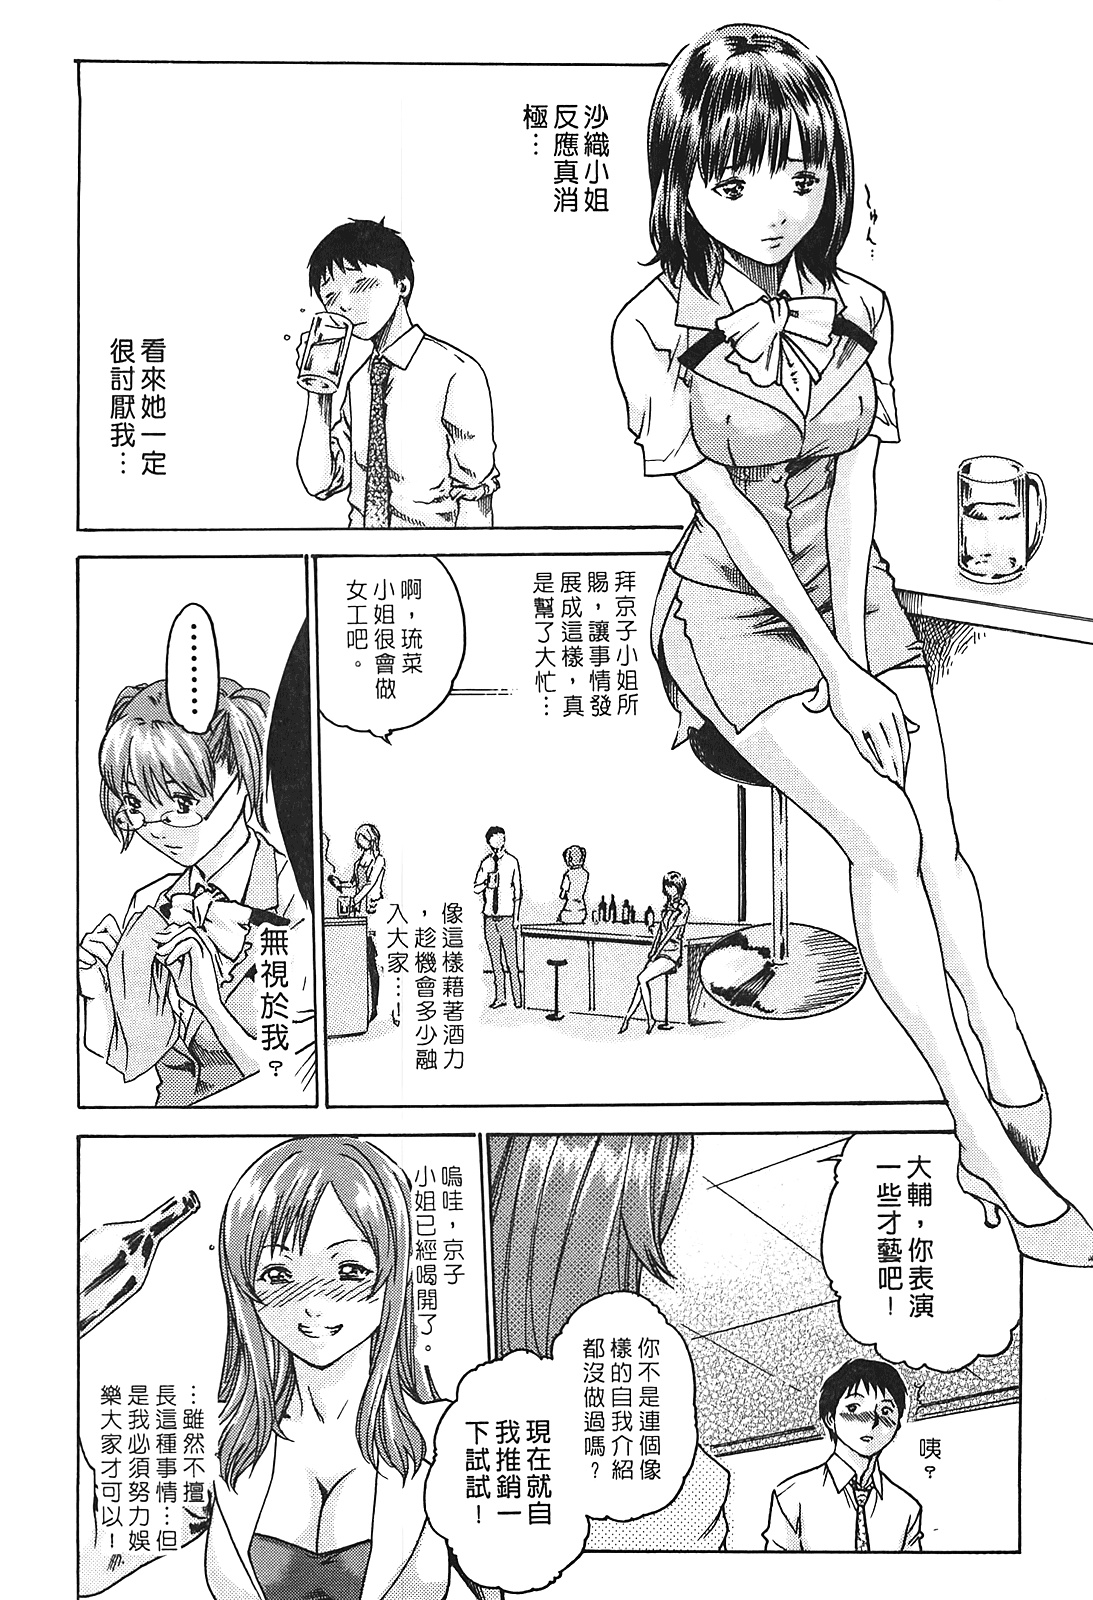 沙織小姐
反應真消
極…
しゅん…
看來她一定
很討厭我…
拜京子小姐所
賜，讓事情發
展成這樣，真
是幫了大忙…
啊，琉菜
小姐很會做
女工吧。
像這樣藉著酒力
，趁機會多少融
入大家…！
………
無視於我？
大輔，你表演
一些才藝吧！
咦？
你不是連個像
樣的自我介紹
都沒做過嗎？
現在就自
我推銷一
下試試！
嗚哇，京子
小姐已經喝開了。
…雖然不擅
長這種事情…但
是我必須努力娛
樂大家才可以！